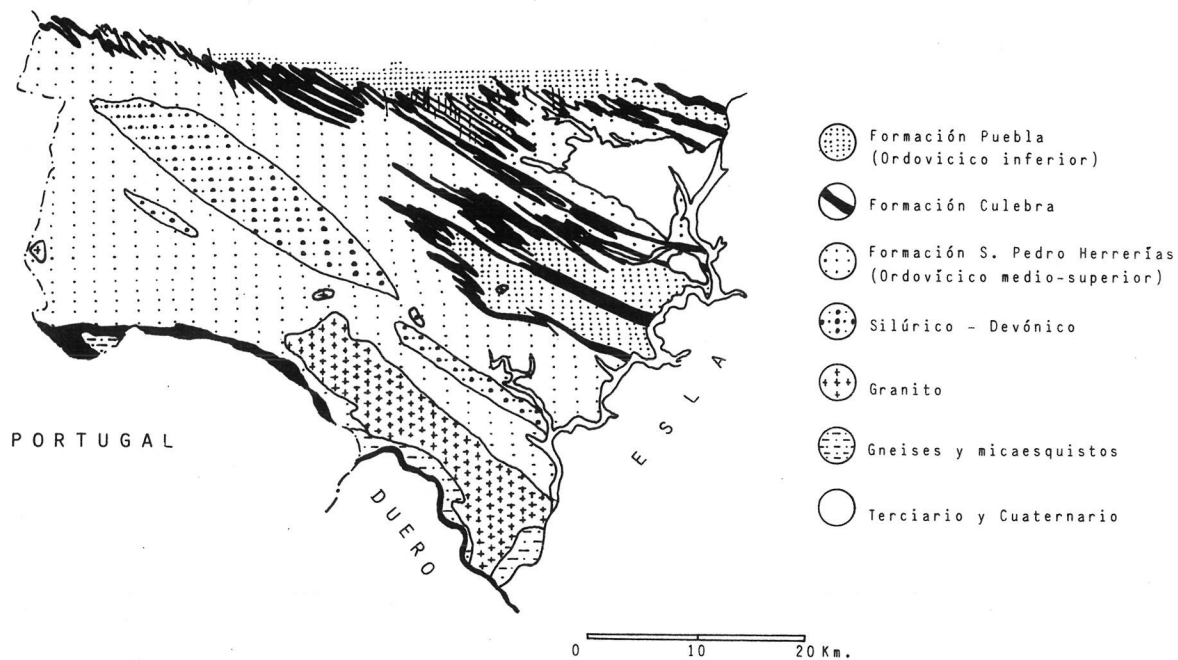 Formación Puebla
(Ordovicico inferior)
Formación Culebra
Formación S. Pedro Herrerías
(Ordovícico medio-superior)
Silúrico - Devónico
Granito
Gneises y micaesquistos
Terciario y Cuaternario
PORTUGAL
DUERO
ESLA
0 10 20 Km.